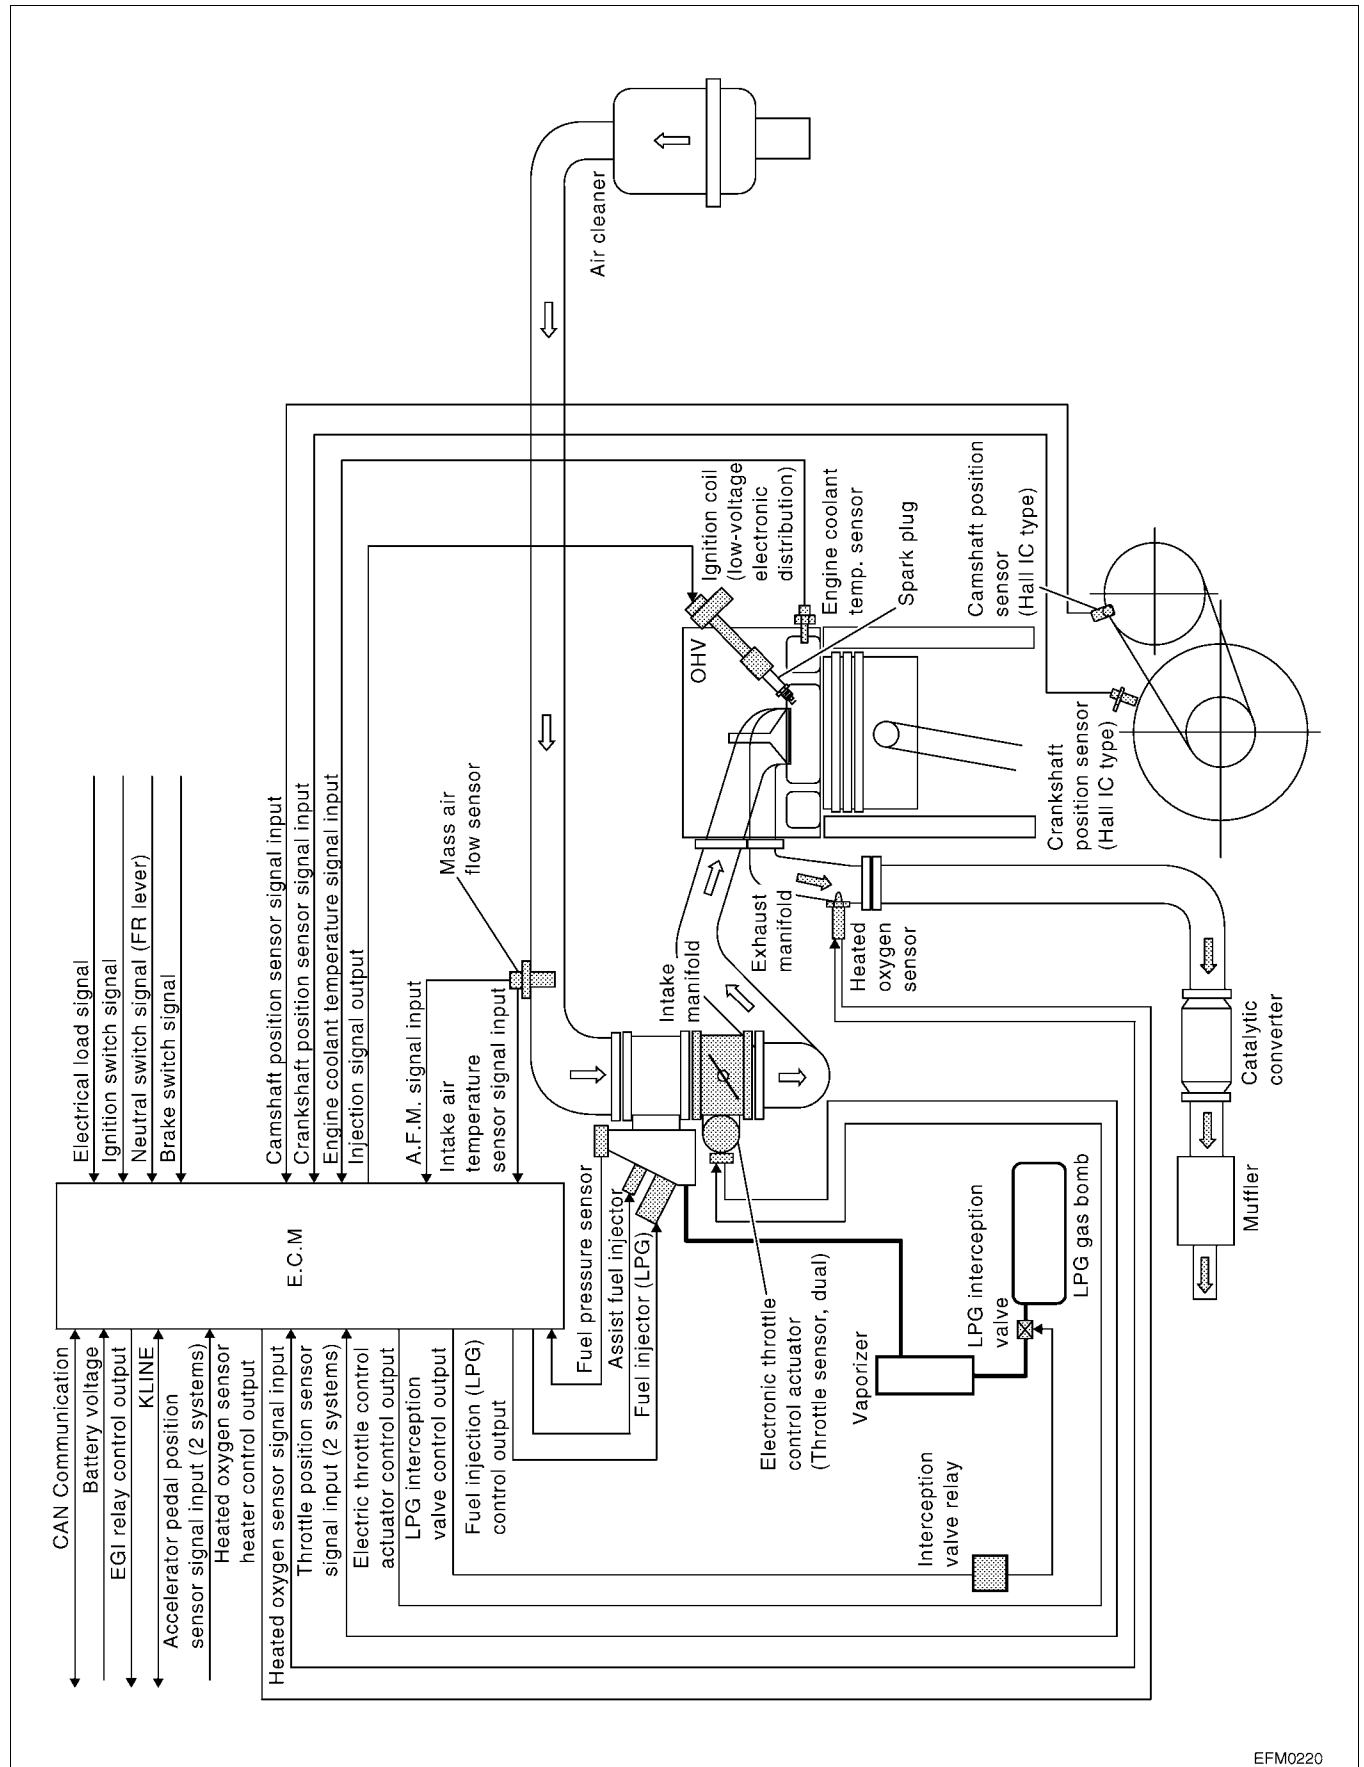 Air cleaner
Ignition coil
(low-voltage
electronic
distribution)
Engine coolant
temp. sensor
Spark plug
Camshaft position
sensor
(Hall IC type)
OHV
Crankshaft
position sensor
(Hall IC type)
Mass air
flow sensor
Intake
manifold
Exhaust
manifold
Heated
oxygen
sensor
Catalytic
converter
Muffler
Electrical load signal
Ignition switch signal
Neutral switch signal (FR lever)
Brake switch signal
Camshaft position sensor signal input
Crankshaft position sensor signal input
Engine coolant temperature signal input
Injection signal output
A.F.M. signal input
Intake air
temperature
sensor signal input
E.C.M
Fuel pressure sensor
Assist fuel injector
Fuel injector (LPG)
Electronic throttle
control actuator
(Throttle sensor, dual)
Vaporizer
LPG interception
valve
LPG gas bomb
Interception
valve relay
CAN Communication
Battery voltage
EGI relay control output
KLINE
Accelerator pedal position
sensor signal input (2 systems)
Heated oxygen sensor
heater control output
Heated oxygen sensor signal input
Throttle position sensor
signal input (2 systems)
Electric throttle control
actuator control output
LPG interception
valve control output
Fuel injection (LPG)
control output
EFM0220